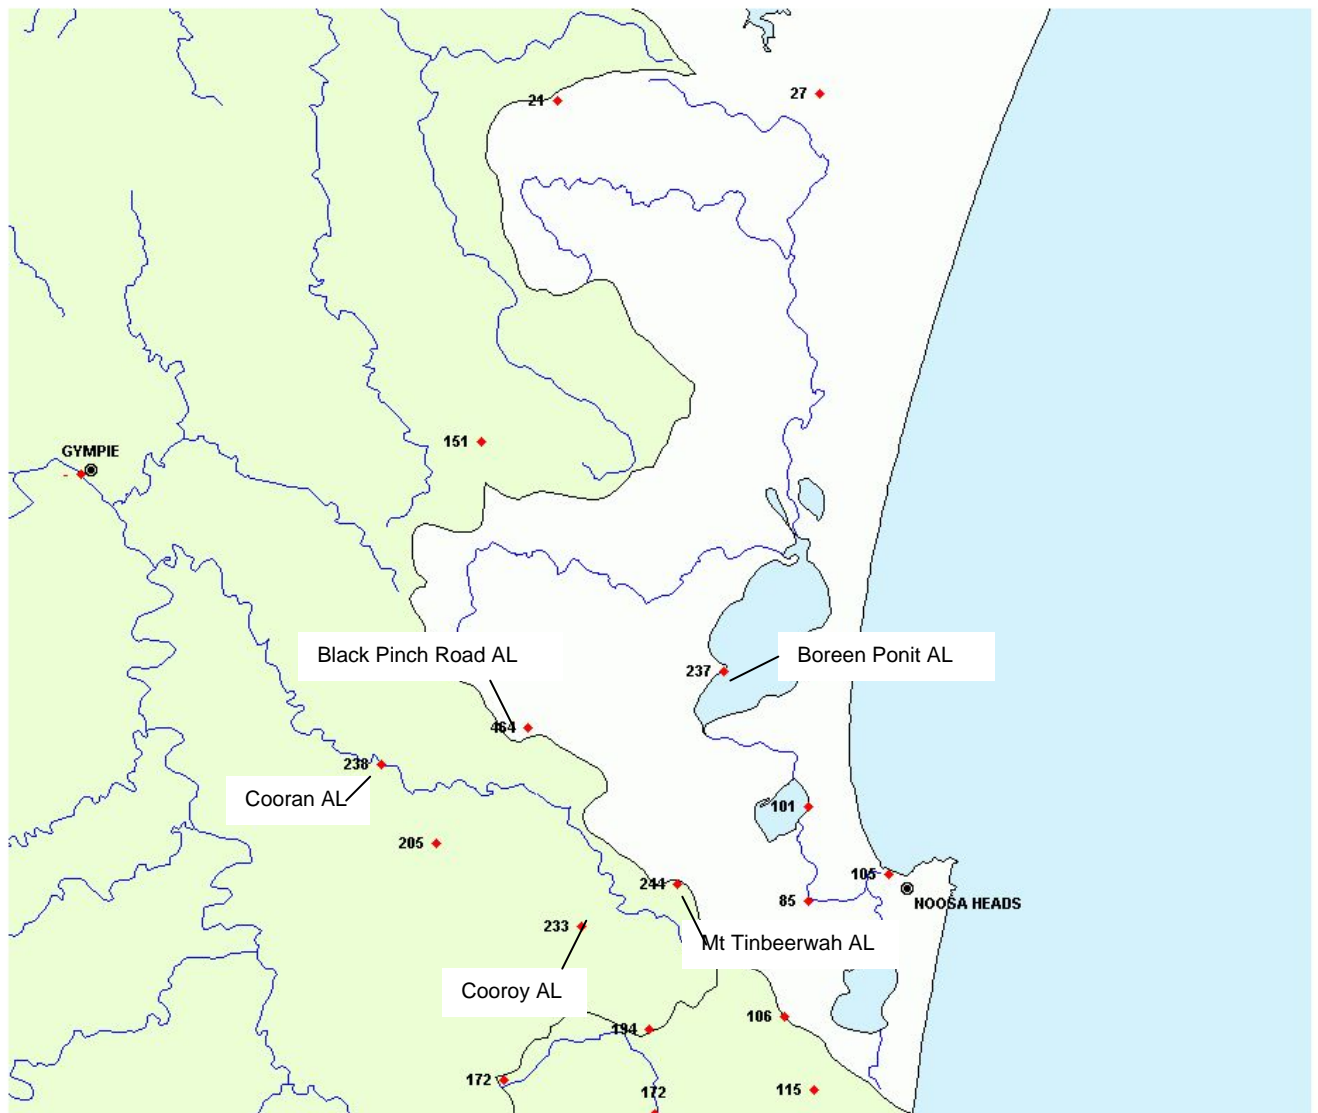 21
27
151
GYMPIE
-
Black Pinch Road AL
Boreen Ponit AL
237
464
238
Cooran AL
101
205
244
105
85
NOOSA HEADS
233
Mt Tinbeerwah AL
Cooroy AL
194
106
172
172
115